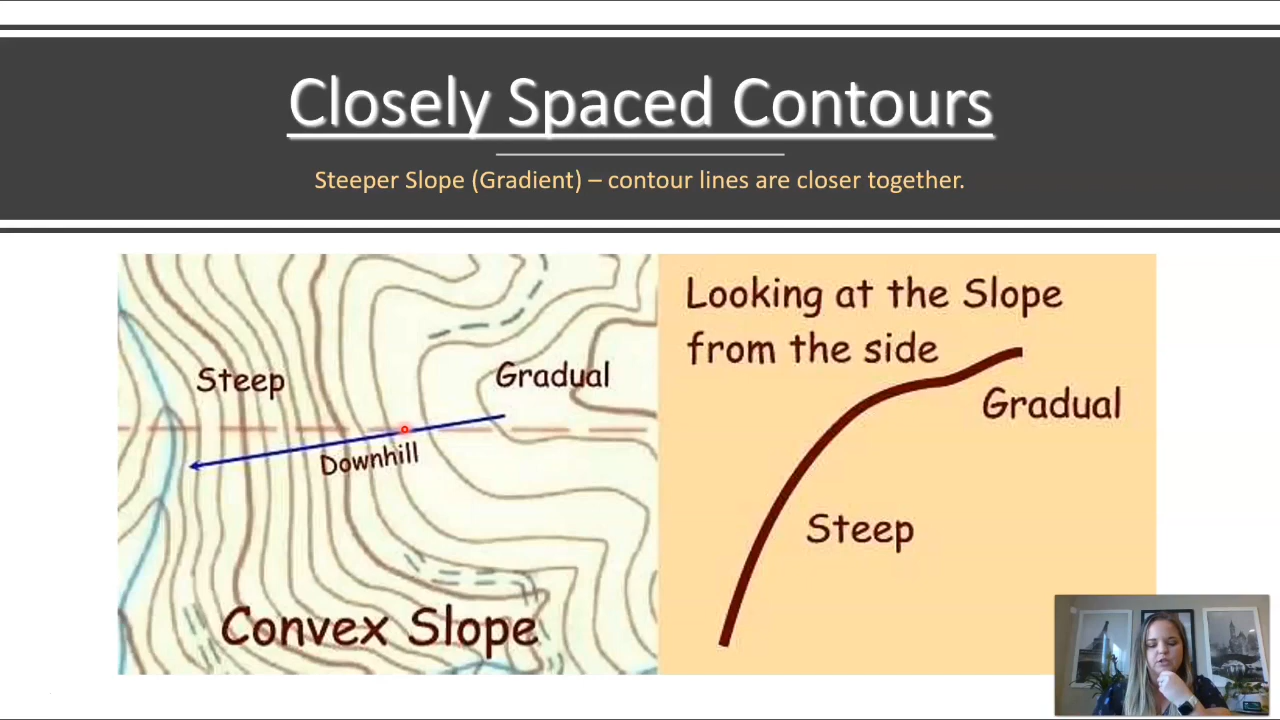 Closely Spaced Contours
Steeper Slope (Gradient) – contour lines are closer together.
Steep
Gradual
Downhill
Convex Slope
Looking at the Slope
from the side
Gradual
Steep